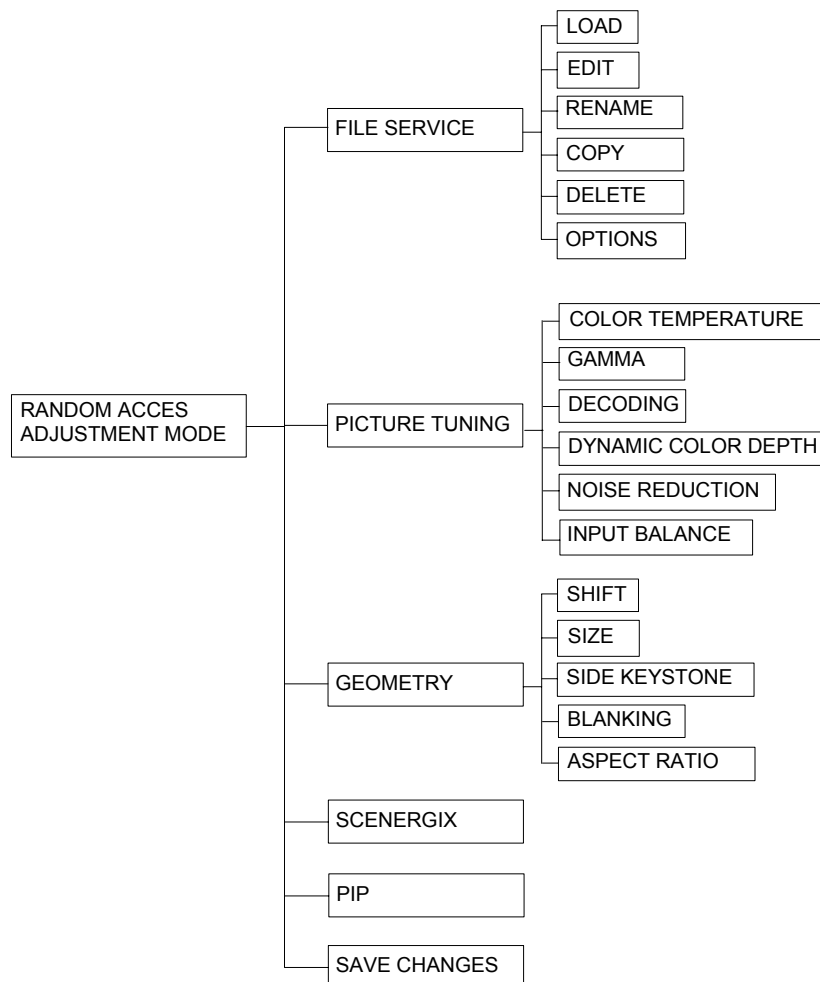 RANDOM ACCES
ADJUSTMENT MODE
FILE SERVICE
LOAD
EDIT
RENAME
COPY
DELETE
OPTIONS
PICTURE TUNING
COLOR TEMPERATURE
GAMMA
DECODING
DYNAMIC COLOR DEPTH
NOISE REDUCTION
INPUT BALANCE
GEOMETRY
SHIFT
SIZE
SIDE KEYSTONE
BLANKING
ASPECT RATIO
SCENERGIX
PIP
SAVE CHANGES